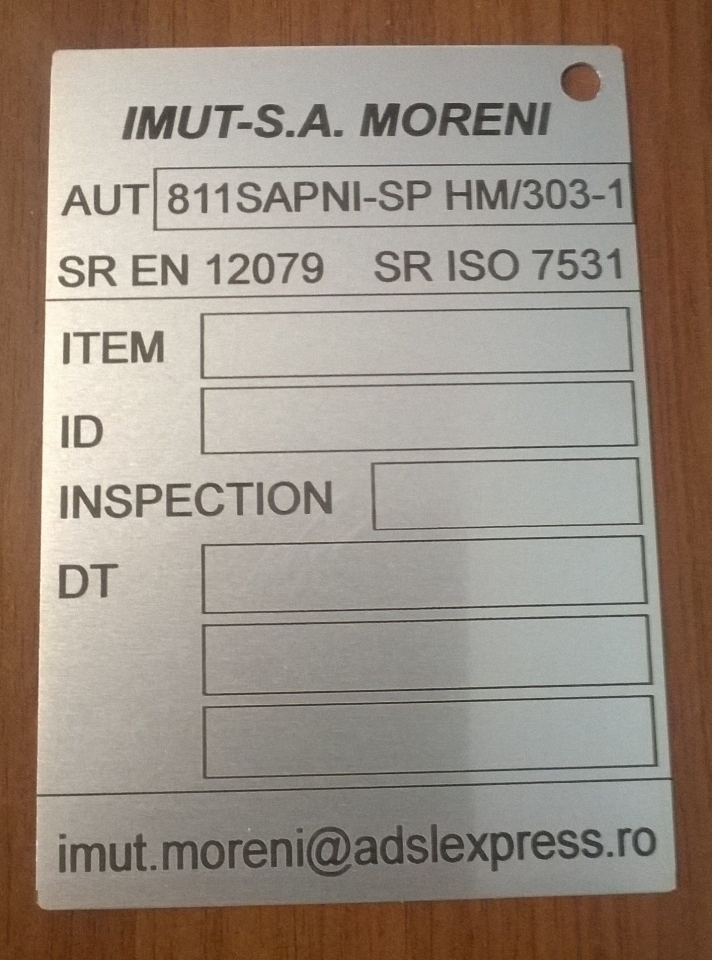 IMUT-S.A. MORENI
AUT 811SAPNI-SP HM/303-1
SR EN 12079 SR ISO 7531
ITEM
ID
INSPECTION
DT
imut.moreni@adslexpress.ro